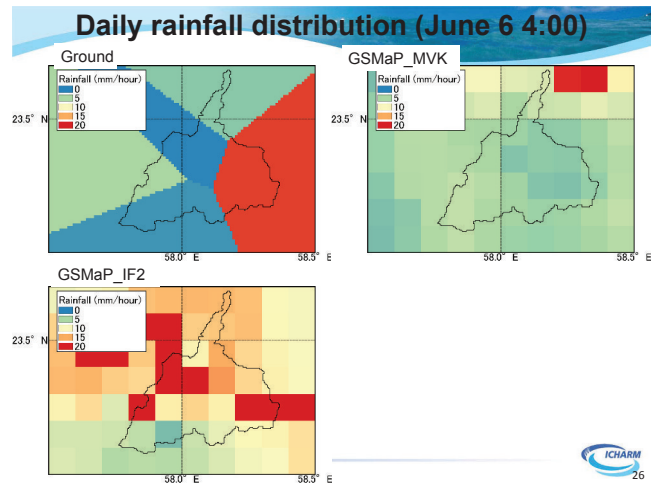 Daily rainfall distribution (June 6 4:00)
Ground
Rainfall (mm/hour)
0
5
10
15
20
23.5° N
58.0° E
58.5° E
GSMaP_MVK
Rainfall (mm/hour)
0
5
10
15
20
23.5° N
58.0° E
58.5° E
GSMaP_IF2
Rainfall (mm/hour)
0
5
10
15
20
23.5° N
58.0° E
58.5° E
ICHARM
26